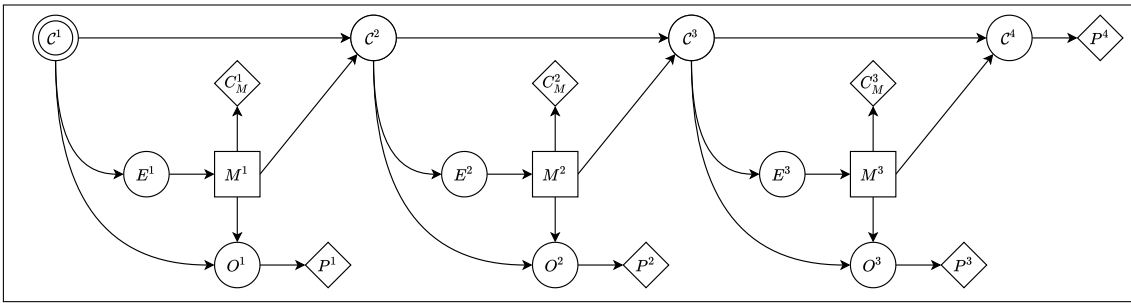 𝒞¹ 𝒞² 𝒞³ 𝒞⁴ P⁴
C¹_M C²_M C³_M
E¹ M¹ E² M² E³ M³
O¹ P¹ O² P² O³ P³